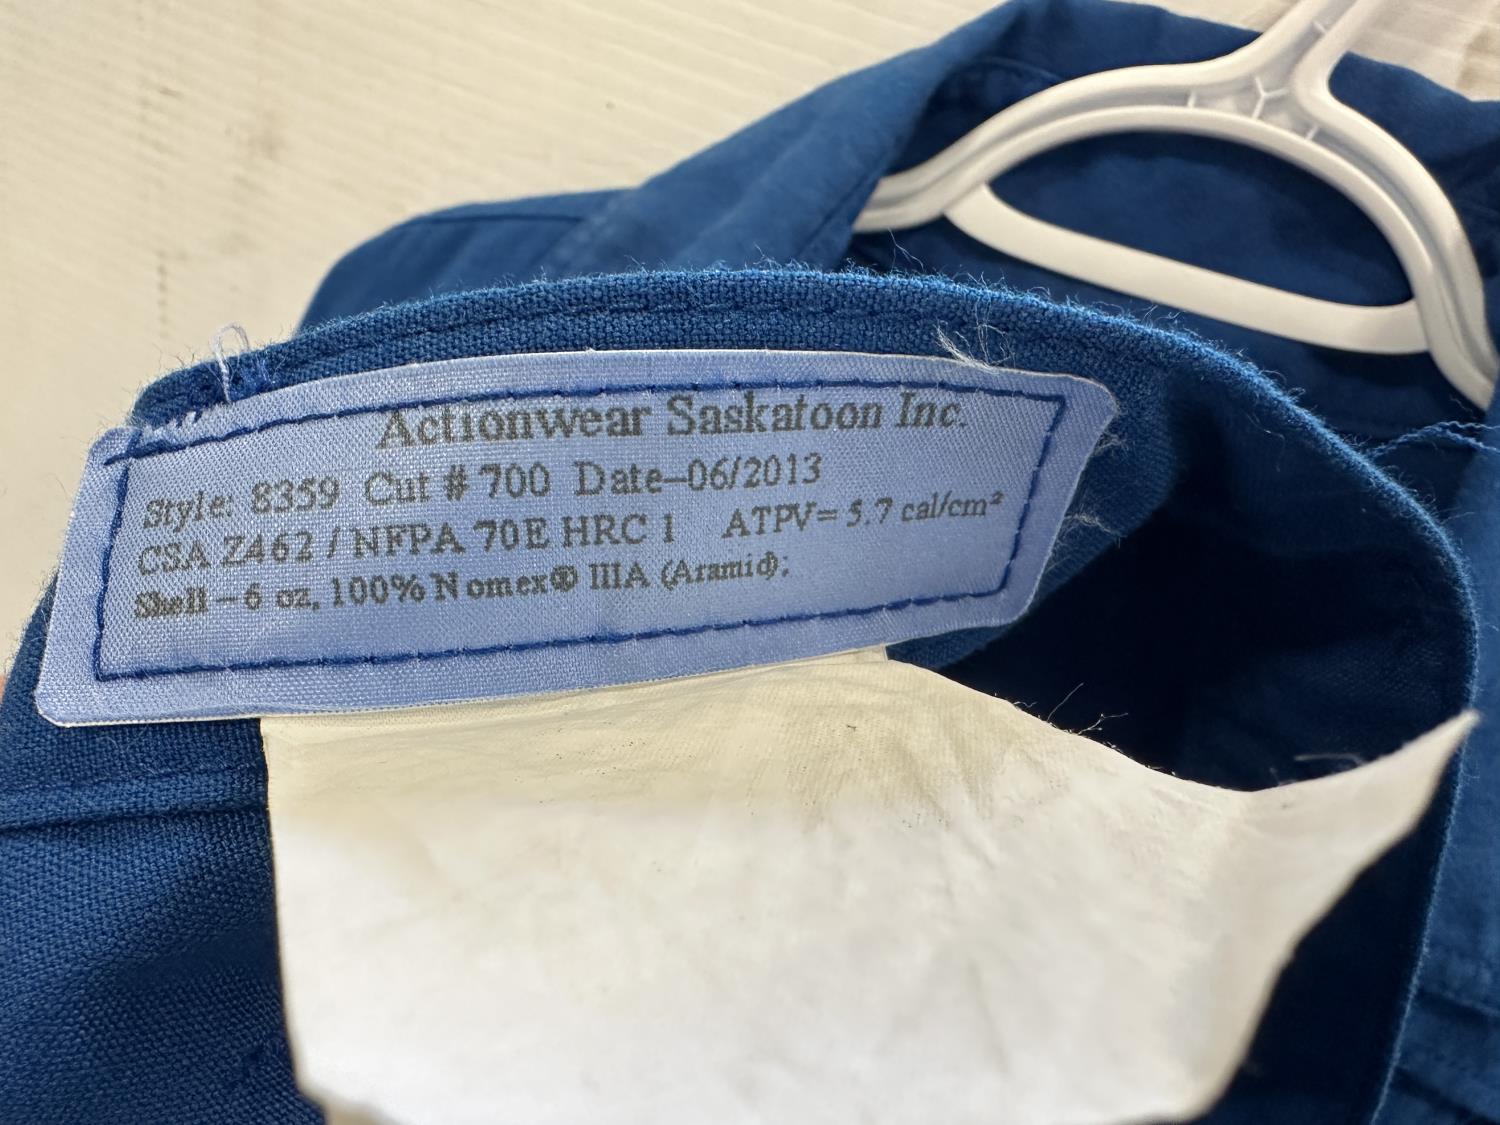 Actionwear Saskatoon Inc.
Style: 8359 Cut # 700 Date-06/2013
CSA Z462 / NFPA 70E HRC 1 ATPV= 5.7 cal/cm²
Shell - 6 oz, 100% Nomex® IIIA (Aramid);